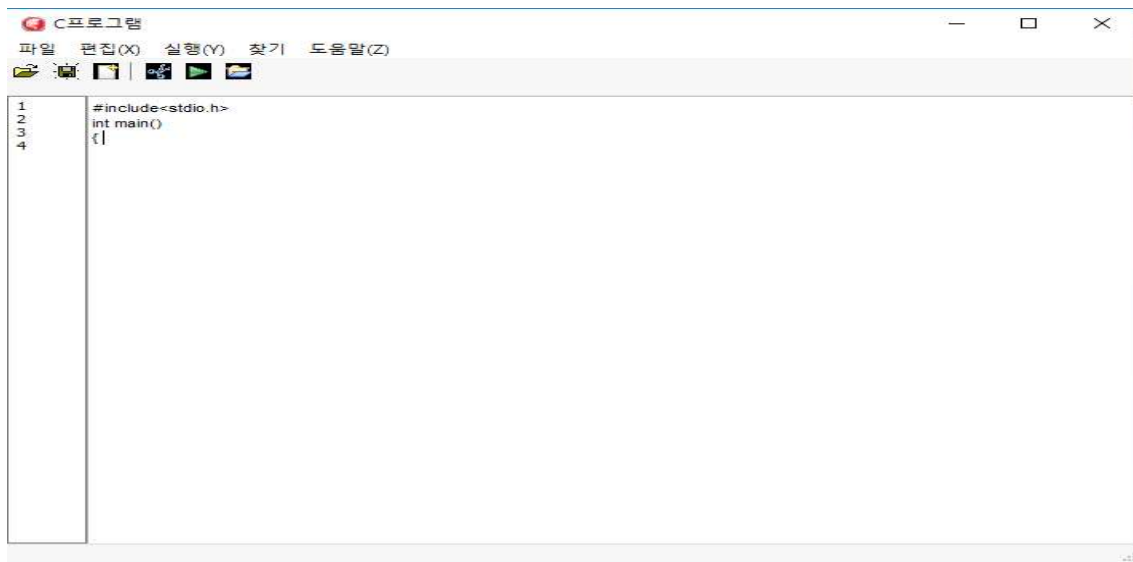 C프로그램
파일 편집(X) 실행(Y) 찾기 도움말(Z)
1 #include<stdio.h>
2 int main()
3 {
4